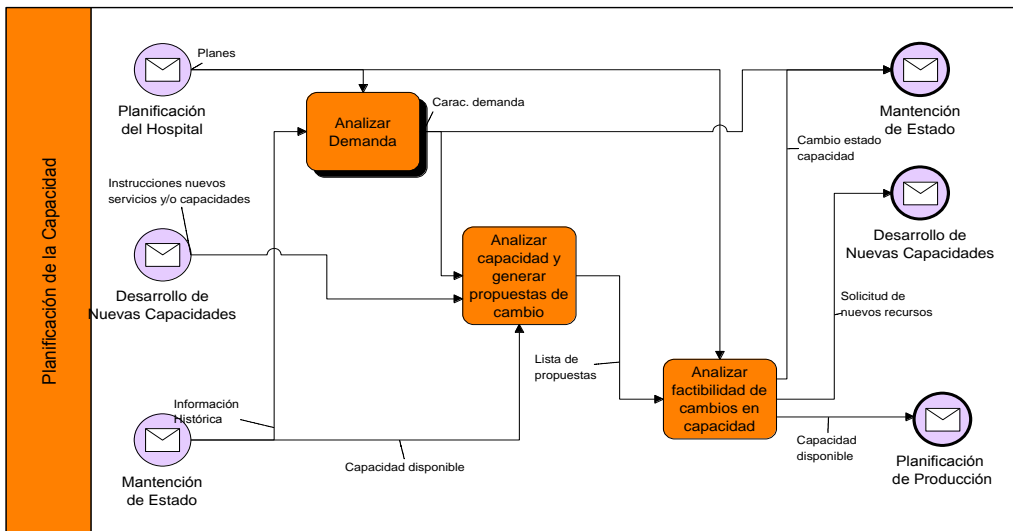 Planificación de la Capacidad
Planes
Planificación
del Hospital
Analizar
Demanda
Carac. demanda
Mantención
de Estado
Cambio estado
capacidad
Instrucciones nuevos
servicios y/o capacidades
Desarrollo de
Nuevas Capacidades
Analizar
capacidad y
generar
propuestas de
cambio
Desarrollo de
Nuevas Capacidades
Solicitud de
nuevos recursos
Lista de
propuestas
Analizar
factibilidad de
cambios en
capacidad
Información
Histórica
Mantención
de Estado
Capacidad disponible
Capacidad
disponible
Planificación
de Producción